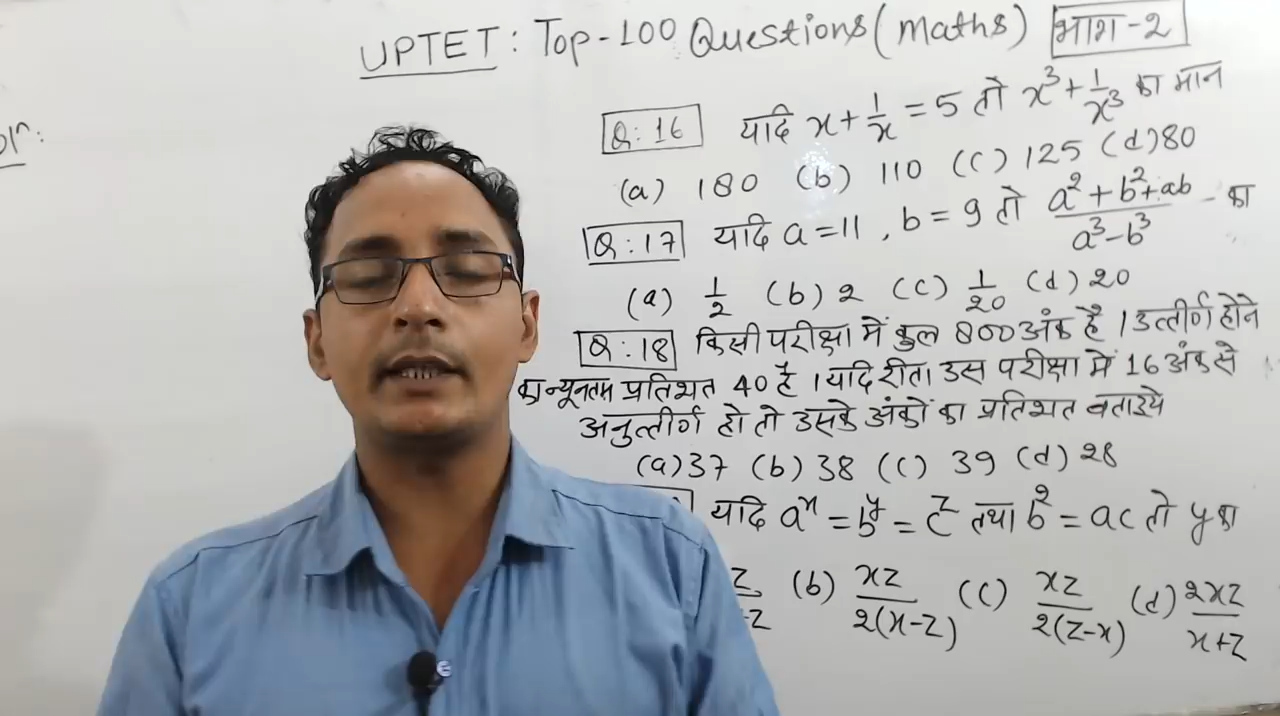 UPTET : Top-100 Questions (Maths) भाग-2
or:
Q:16 यदि x + 1/x = 5 तो x³ + 1/x³ का मान
(a) 180 (b) 110 (c) 125 (d) 80
Q:17 यदि a = 11, b = 9 तो a² + b² + ab / a³ - b³ का
(a) 1/2 (b) 2 (c) 1/20 (d) 20
Q:18 किसी परीक्षा में कुल 800 अंक है। उत्तीर्ण होने
का न्यूनतम प्रतिशत 40 है। यदि रीता उस परीक्षा में 16 अंक से
अनुत्तीर्ण हो तो उसके अंकों का प्रतिशत बताइये
(a) 37 (b) 38 (c) 39 (d) 28
यदि aˣ = bʸ = cᶻ तथा b² = ac तो y का
(b) xz / 2(x-z) (c) xz / 2(z-x) (d) 2xz / x+z